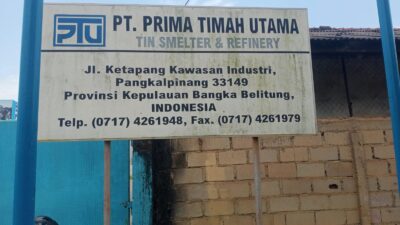 PTU
PT. PRIMA TIMAH UTAMA
TIN SMELTER & REFINERY
Jl. Ketapang Kawasan Industri,
Pangkalpinang 33149
Provinsi Kepulauan Bangka Belitung,
INDONESIA
Telp. (0717) 4261948, Fax. (0717) 4261979